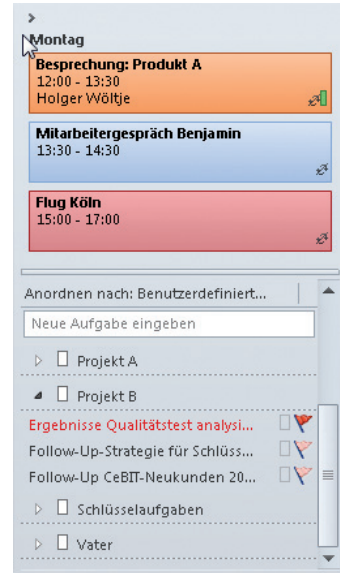 Montag
Besprechung: Produkt A
12:00 - 13:30
Holger Wöltje
Mitarbeitergespräch Benjamin
13:30 - 14:30
Flug Köln
15:00 - 17:00
Anordnen nach: Benutzerdefiniert...
Neue Aufgabe eingeben
Projekt A
Projekt B
Ergebnisse Qualitätstest analysi...
Follow-Up-Strategie für Schlüss...
Follow-Up CeBIT-Neukunden 20...
Schlüsselaufgaben
Vater